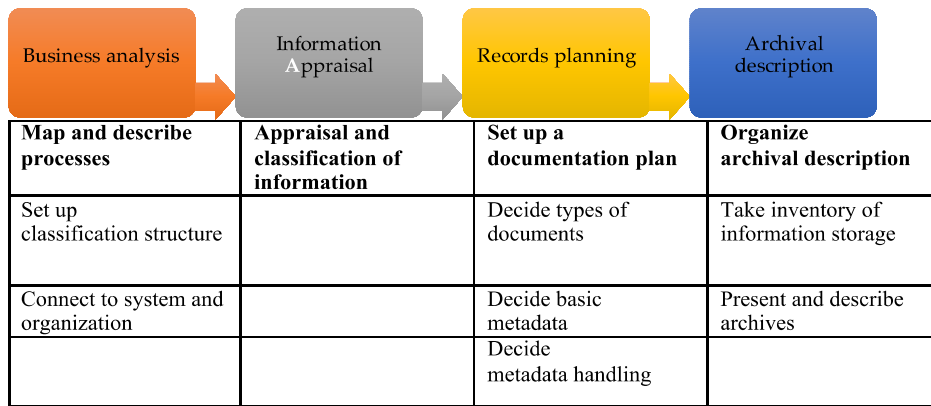 Business analysis
Information
Appraisal
Records planning
Archival
description
Map and describe
processes
Appraisal and
classification of
information
Set up a
documentation plan
Organize
archival description
Set up
classification structure
Decide types of
documents
Take inventory of
information storage
Connect to system and
organization
Decide basic
metadata
Present and describe
archives
Decide
metadata handling